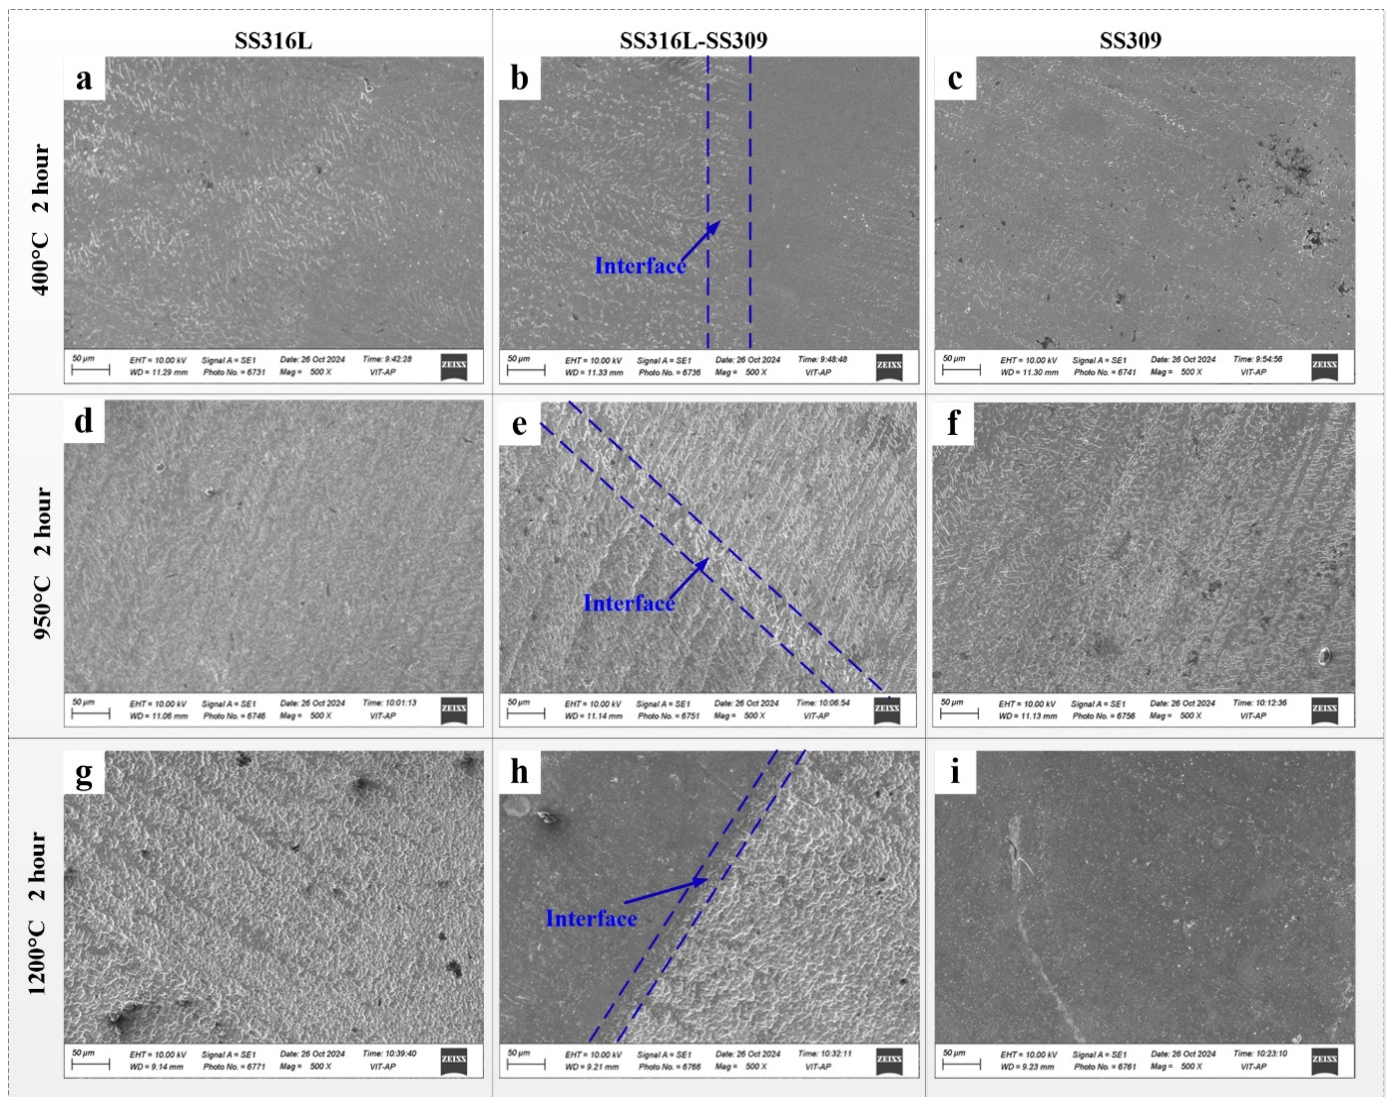 SS316L
SS316L-SS309
SS309
400°C 2 hour
a
50 µm
EHT = 10.00 kV Signal A = SE1 Date: 26 Oct 2024 Time: 9:42:28
WD = 11.29 mm Photo No. = 6731 Mag = 500 X VIT-AP
ZEISS
b
Interface
50 µm
EHT = 10.00 kV Signal A = SE1 Date: 26 Oct 2024 Time: 9:48:48
WD = 11.33 mm Photo No. = 6736 Mag = 500 X VIT-AP
ZEISS
c
50 µm
EHT = 10.00 kV Signal A = SE1 Date: 26 Oct 2024 Time: 9:54:56
WD = 11.30 mm Photo No. = 6741 Mag = 500 X VIT-AP
ZEISS
950°C 2 hour
d
50 µm
EHT = 10.00 kV Signal A = SE1 Date: 26 Oct 2024 Time: 10:01:13
WD = 11.06 mm Photo No. = 6746 Mag = 500 X VIT-AP
ZEISS
e
Interface
50 µm
EHT = 10.00 kV Signal A = SE1 Date: 26 Oct 2024 Time: 10:06:54
WD = 11.14 mm Photo No. = 6751 Mag = 500 X VIT-AP
ZEISS
f
50 µm
EHT = 10.00 kV Signal A = SE1 Date: 26 Oct 2024 Time: 10:12:36
WD = 11.13 mm Photo No. = 6756 Mag = 500 X VIT-AP
ZEISS
1200°C 2 hour
g
50 µm
EHT = 10.00 kV Signal A = SE1 Date: 26 Oct 2024 Time: 10:39:40
WD = 9.14 mm Photo No. = 6771 Mag = 500 X VIT-AP
ZEISS
h
Interface
50 µm
EHT = 10.00 kV Signal A = SE1 Date: 26 Oct 2024 Time: 10:32:11
WD = 9.21 mm Photo No. = 6766 Mag = 500 X VIT-AP
ZEISS
i
50 µm
EHT = 10.00 kV Signal A = SE1 Date: 26 Oct 2024 Time: 10:23:10
WD = 9.23 mm Photo No. = 6761 Mag = 500 X VIT-AP
ZEISS